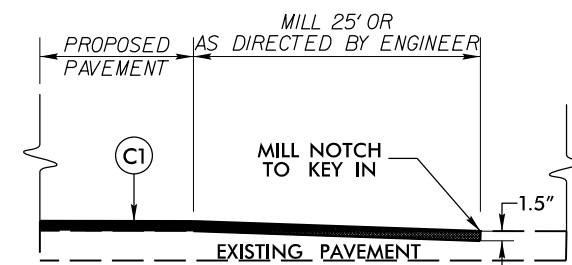 MILL 25' OR
PROPOSED AS DIRECTED BY ENGINEER
PAVEMENT
C1
MILL NOTCH
TO KEY IN
1.5"
EXISTING PAVEMENT